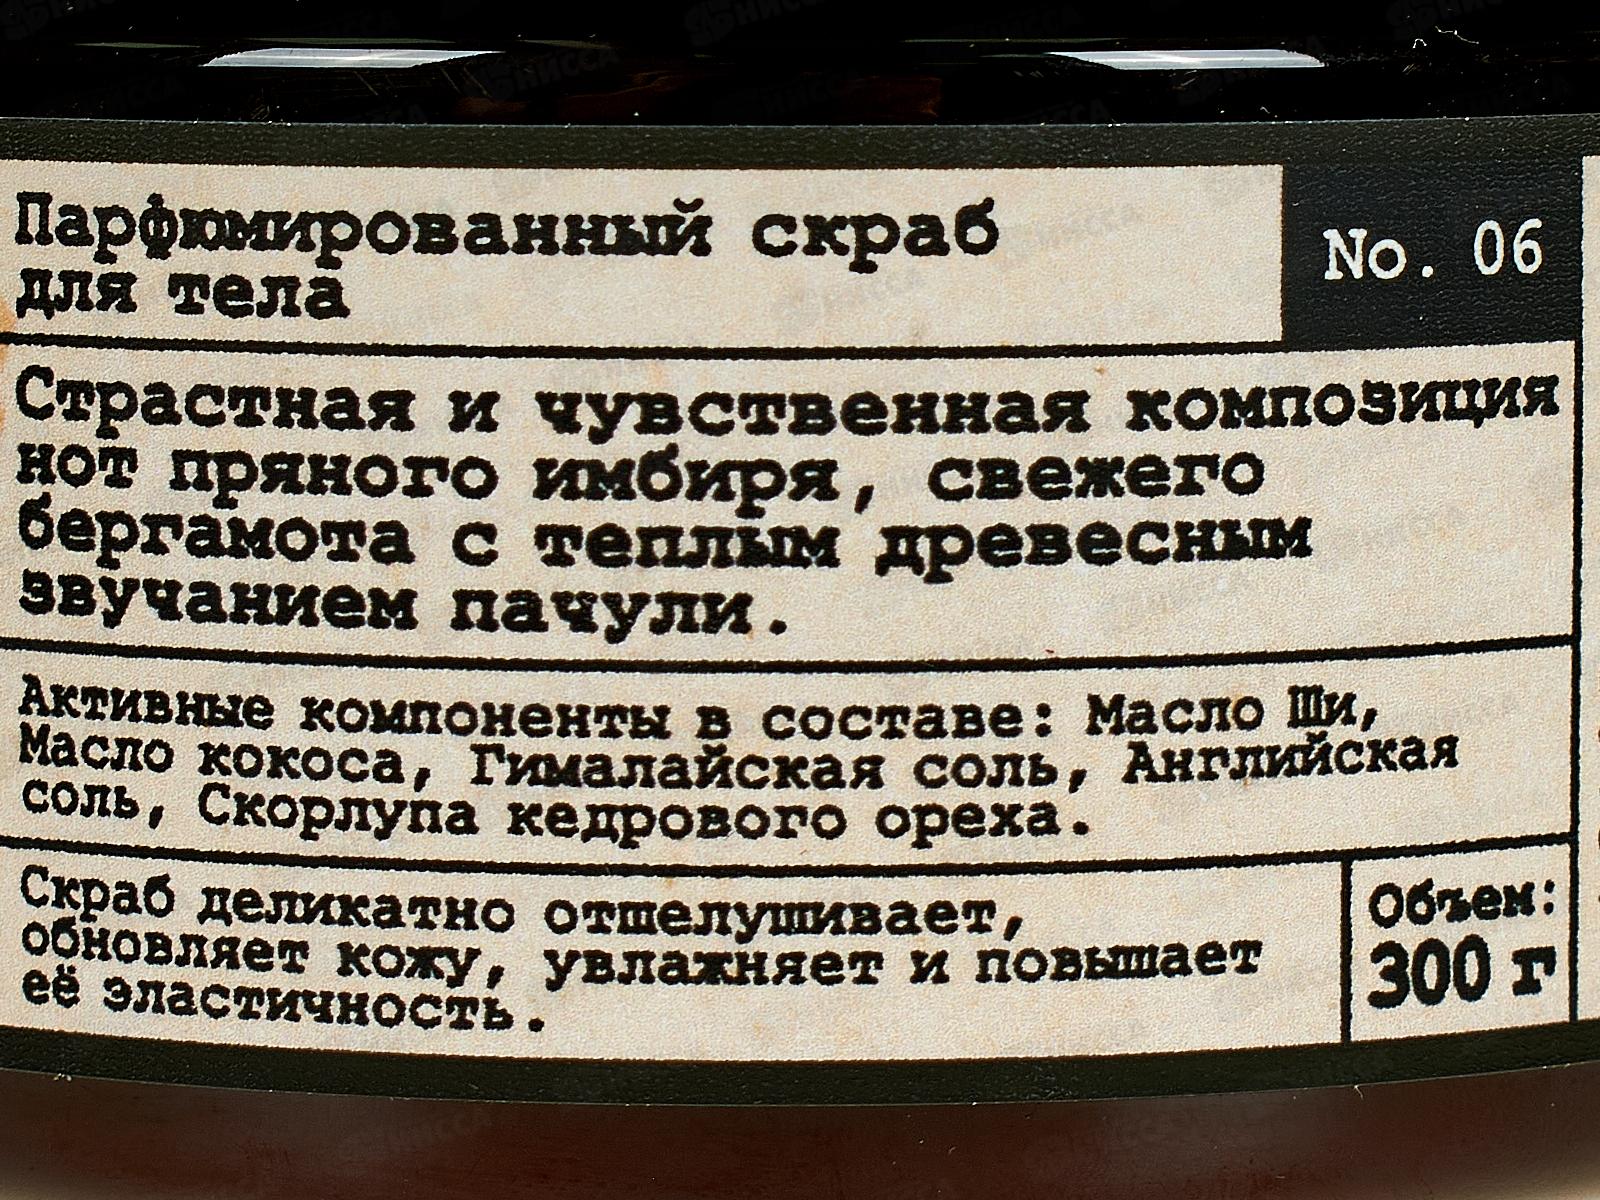 Парфюмированный скраб
для тела
No. 06
Страстная и чувственная композиция
нот пряного имбиря, свежего
бергамота с теплым древесным
звучанием пачули.
Активные компоненты в составе: Масло Ши,
Масло кокоса, Гималайская соль, Английская
соль, Скорлупа кедрового ореха.
Скраб деликатно отшелушивает,
обновляет кожу, увлажняет и повышает
её эластичность.
Объем:
300 г